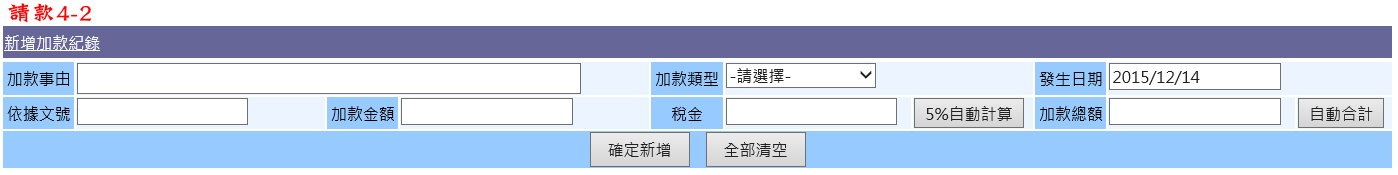 請款4-2
新增加款紀錄
加款事由 加款類型 -請選擇- 發生日期 2015/12/14
依據文號 加款金額 稅金 5%自動計算 加款總額 自動合計
確定新增 全部清空